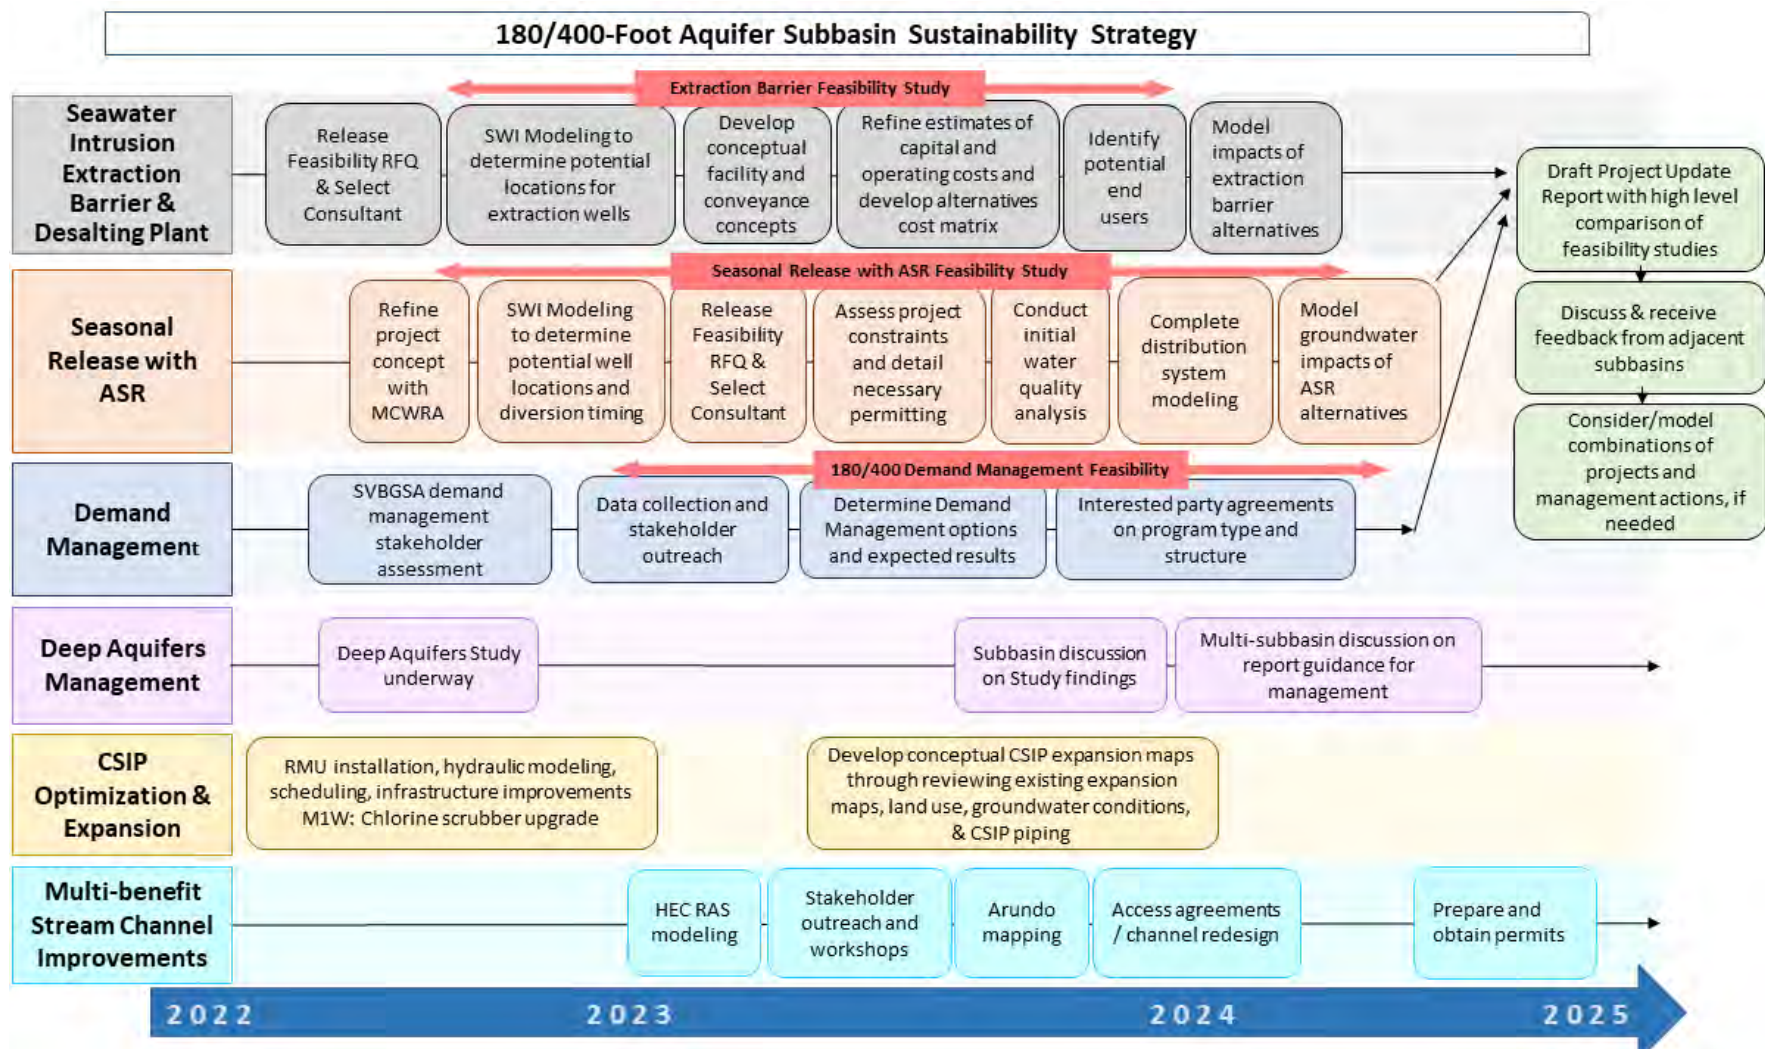 180/400-Foot Aquifer Subbasin Sustainability Strategy
Seawater
Intrusion
Extraction
Barrier &
Desalting Plant
Extraction Barrier Feasibility Study
Release
Feasibility RFQ
& Select
Consultant
SWI Modeling to
determine potential
locations for
extraction wells
Develop
conceptual
facility and
conveyance
concepts
Refine estimates of
capital and
operating costs and
develop alternatives
cost matrix
Identify
potential
end
users
Model
impacts of
extraction
barrier
alternatives
Draft Project Update
Report with high level
comparison of
feasibility studies
Discuss & receive
feedback from adjacent
subbasins
Consider/model
combinations of
projects and
management actions, if
needed
Seasonal
Release with
ASR
Seasonal Release with ASR Feasibility Study
Refine
project
concept
with
MCWRA
SWI Modeling
to determine
potential well
locations and
diversion timing
Release
Feasibility
RFQ &
Select
Consultant
Assess project
constraints
and detail
necessary
permitting
Conduct
initial
water
quality
analysis
Complete
distribution
system
modeling
Model
groundwater
impacts of
ASR
alternatives
Demand
Management
180/400 Demand Management Feasibility
SVBGSA demand
management
stakeholder
assessment
Data collection and
stakeholder
outreach
Determine Demand
Management options
and expected results
Interested party agreements
on program type and
structure
Deep Aquifers
Management
Deep Aquifers Study
underway
Subbasin discussion
on Study findings
Multi-subbasin discussion on
report guidance for
management
CSIP
Optimization &
Expansion
RMU installation, hydraulic modeling,
scheduling, infrastructure improvements
M1W: Chlorine scrubber upgrade
Develop conceptual CSIP expansion maps
through reviewing existing expansion
maps, land use, groundwater conditions,
& CSIP piping
Multi-benefit
Stream Channel
Improvements
HEC RAS
modeling
Stakeholder
outreach and
workshops
Arundo
mapping
Access agreements
/ channel redesign
Prepare and
obtain permits
2022 2023 2024 2025